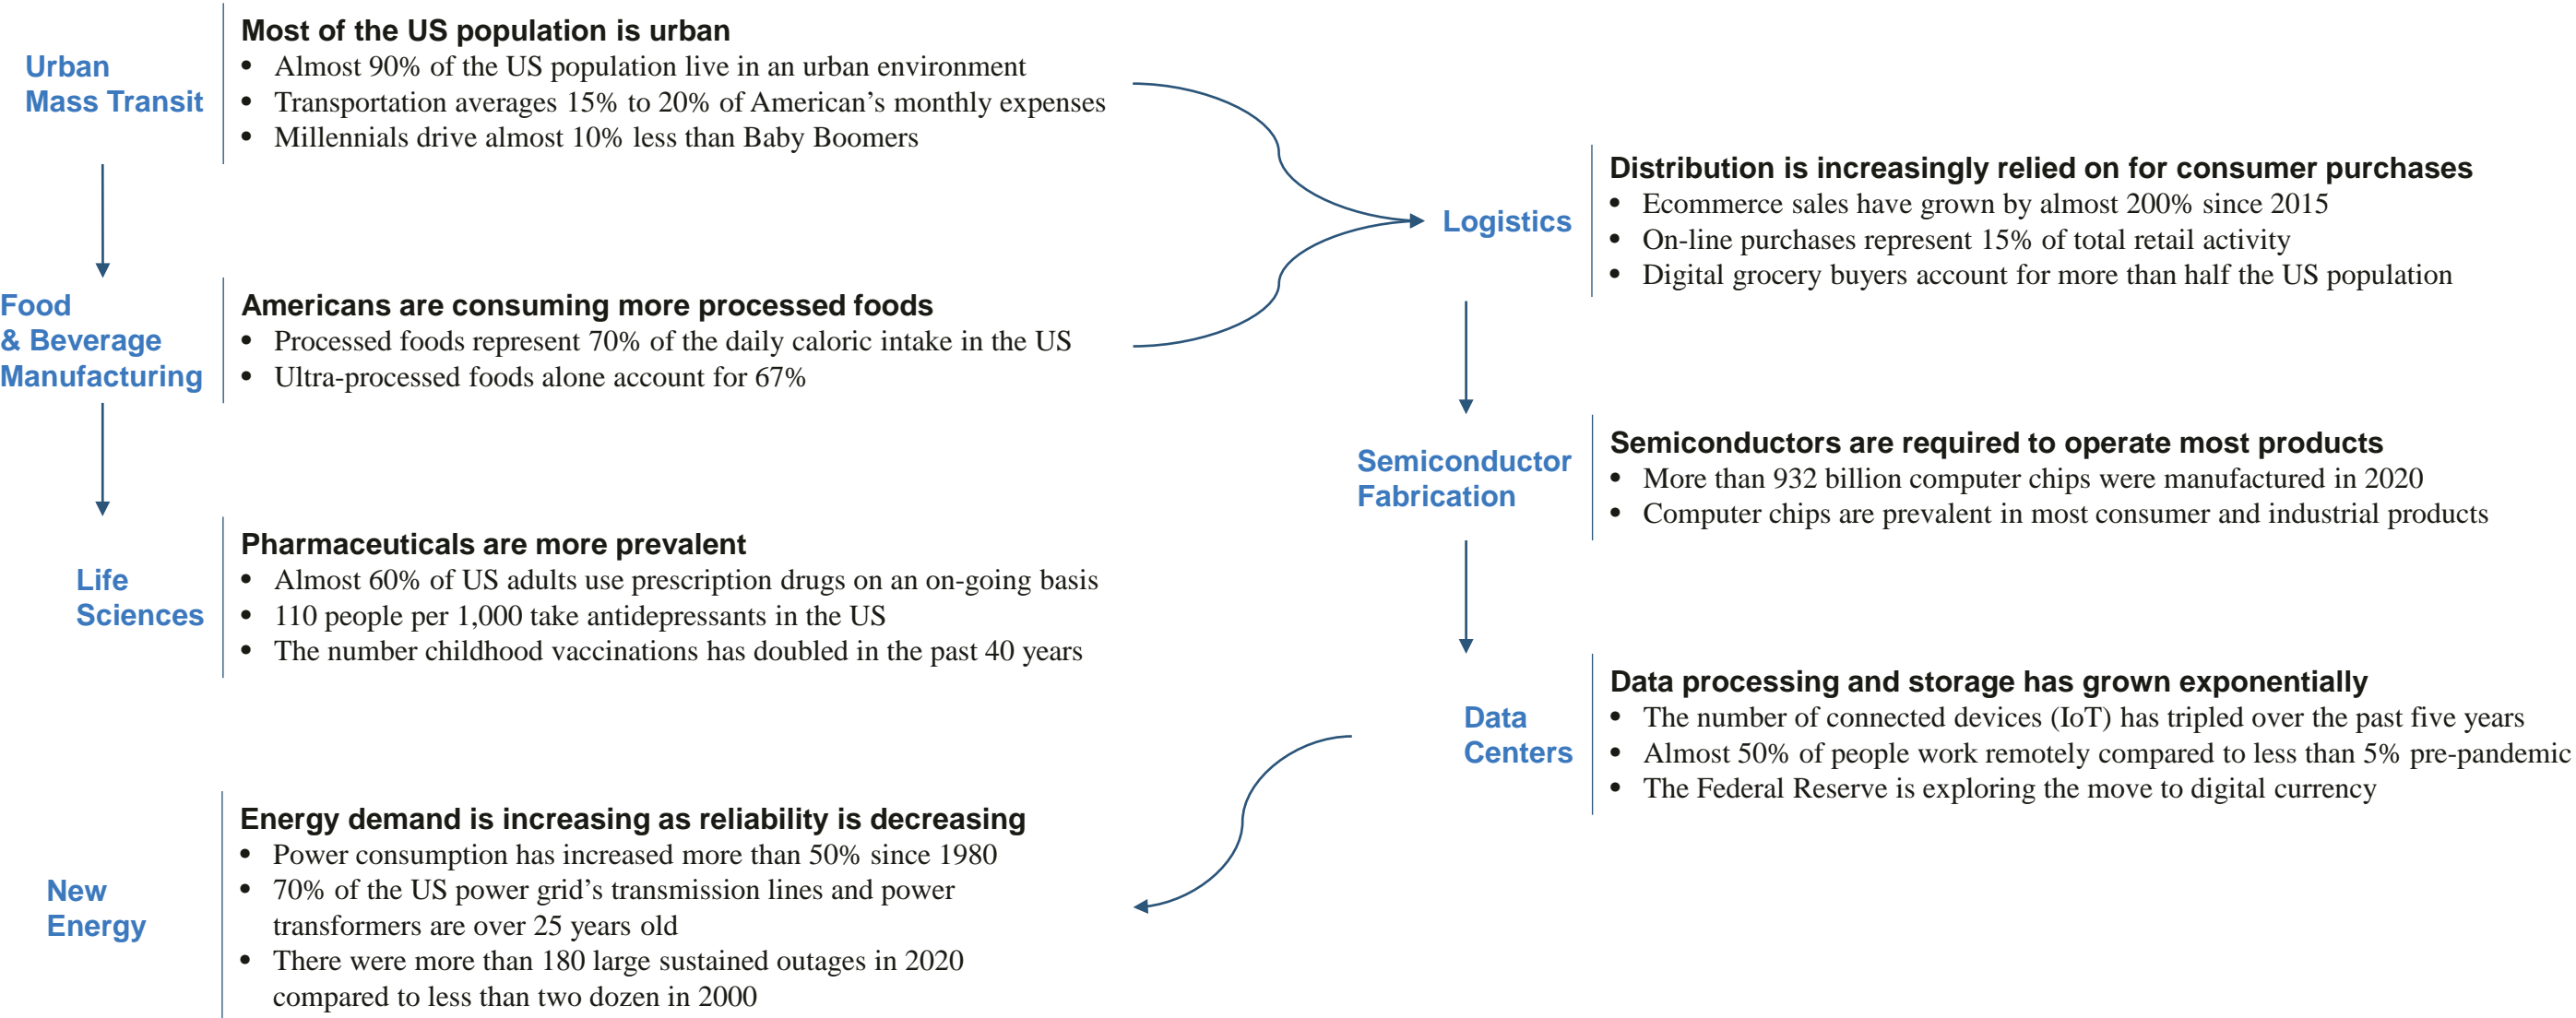 Urban
Mass Transit
Most of the US population is urban
• Almost 90% of the US population live in an urban environment
• Transportation averages 15% to 20% of American’s monthly expenses
• Millennials drive almost 10% less than Baby Boomers
Food
& Beverage
Manufacturing
Americans are consuming more processed foods
• Processed foods represent 70% of the daily caloric intake in the US
• Ultra-processed foods alone account for 67%
Life
Sciences
Pharmaceuticals are more prevalent
• Almost 60% of US adults use prescription drugs on an on-going basis
• 110 people per 1,000 take antidepressants in the US
• The number childhood vaccinations has doubled in the past 40 years
New
Energy
Energy demand is increasing as reliability is decreasing
• Power consumption has increased more than 50% since 1980
• 70% of the US power grid’s transmission lines and power
transformers are over 25 years old
• There were more than 180 large sustained outages in 2020
compared to less than two dozen in 2000
Logistics
Distribution is increasingly relied on for consumer purchases
• Ecommerce sales have grown by almost 200% since 2015
• On-line purchases represent 15% of total retail activity
• Digital grocery buyers account for more than half the US population
Semiconductor
Fabrication
Semiconductors are required to operate most products
• More than 932 billion computer chips were manufactured in 2020
• Computer chips are prevalent in most consumer and industrial products
Data
Centers
Data processing and storage has grown exponentially
• The number of connected devices (IoT) has tripled over the past five years
• Almost 50% of people work remotely compared to less than 5% pre-pandemic
• The Federal Reserve is exploring the move to digital currency